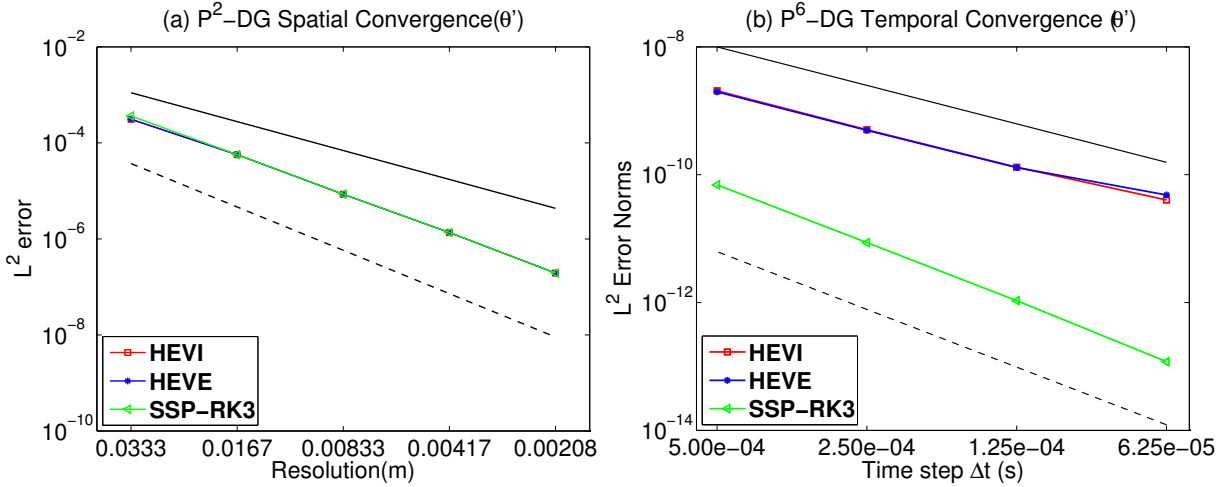 (a) P²−DG Spatial Convergence(θ')
10⁻²
10⁻⁴
10⁻⁶
10⁻⁸
10⁻¹⁰
L² error
HEVI
HEVE
SSP−RK3
0.0333 0.0167 0.00833 0.00417 0.00208
Resolution(m)
(b) P⁶−DG Temporal Convergence (θ')
10⁻⁸
10⁻¹⁰
10⁻¹²
10⁻¹⁴
L² Error Norms
HEVI
HEVE
SSP−RK3
5.00e−04 2.50e−04 1.25e−04 6.25e−05
Time step Δt (s)